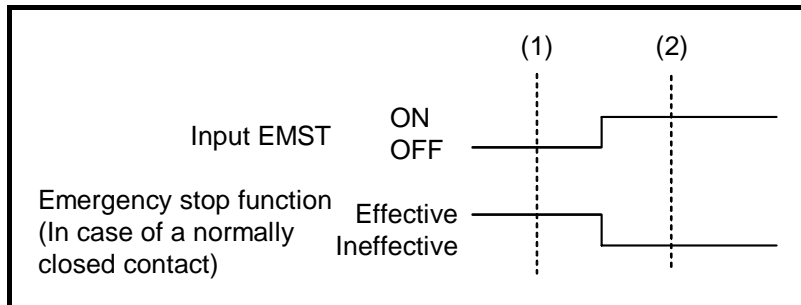 (1) (2)
Input EMST ON
OFF
Emergency stop function Effective
(In case of a normally Ineffective
closed contact)